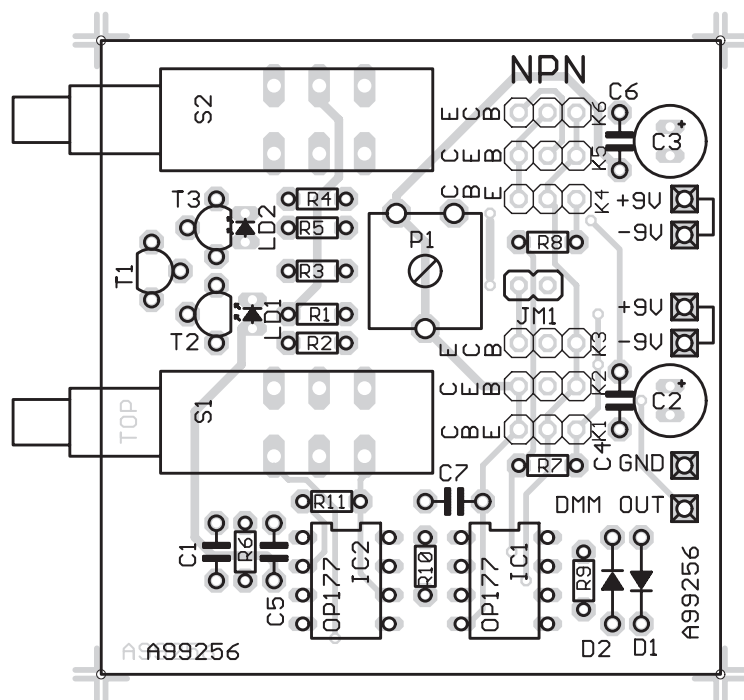 NPN
C6
S2
E C B
K6
C3
+
K5
C E B
T3
R4
C B E
K4
+9V
LD2
R5
P1
R8
-9V
T1
R3
JM1
+9V
LD1
R1
T2
R2
E C B
K3
-9V
C E B
K2
+
C2
S1
TOP
C B E
K1
C4
GND
C7
R7
R11
DMM OUT
C1
R6
C5
OP177
IC2
R10
OP177
IC1
R9
D2
D1
A99256
A99256
A99256